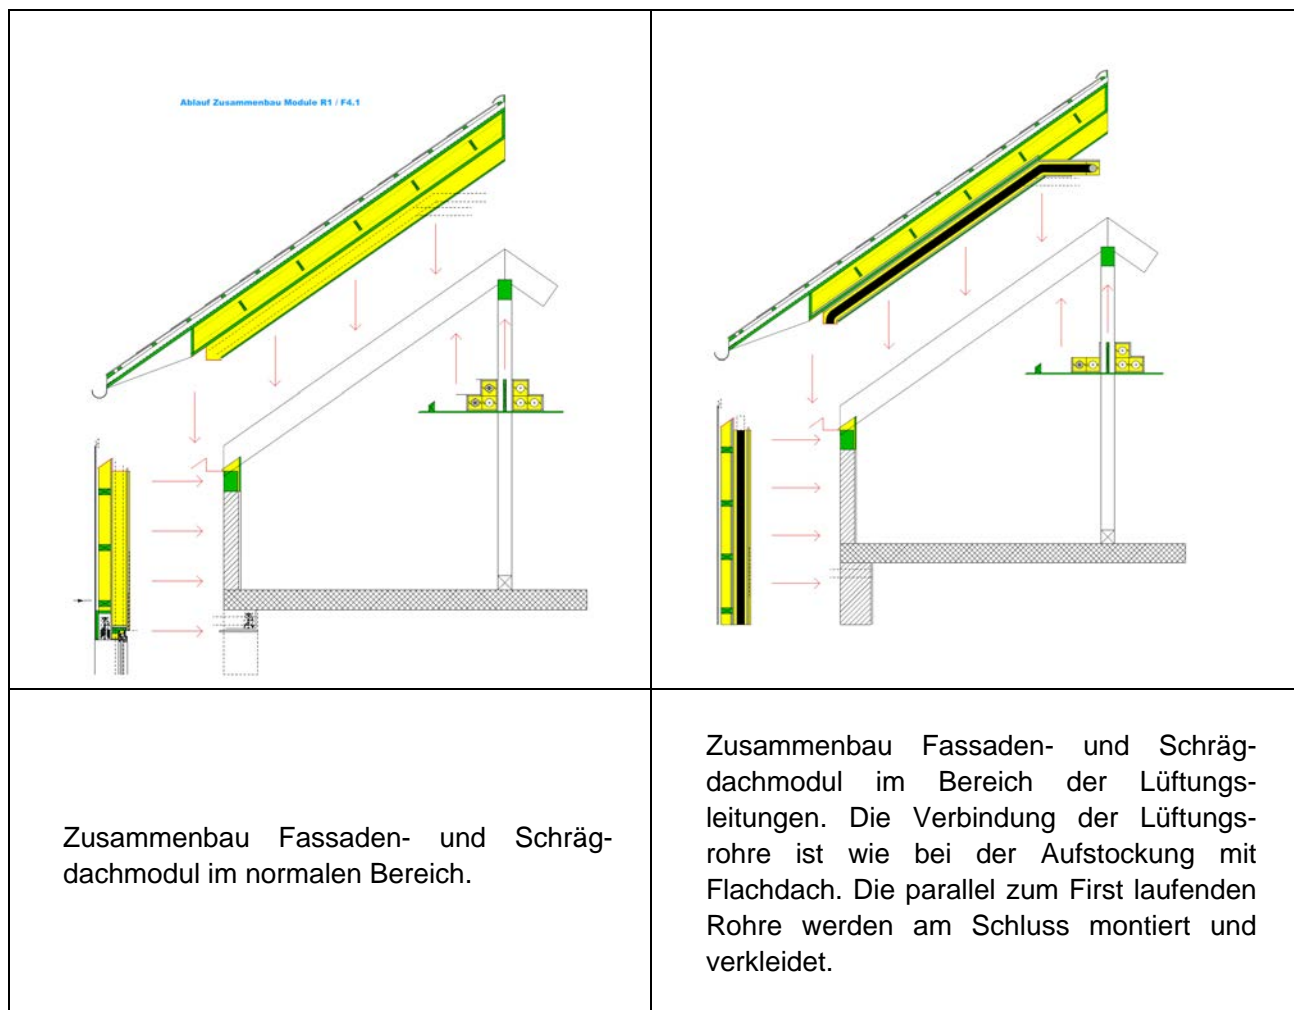 Ablauf Zusammenbau Module R1 / F4.1
Zusammenbau Fassaden- und Schräg-
dachmodul im normalen Bereich.
Zusammenbau Fassaden- und Schräg-
dachmodul im Bereich der Lüftungs-
leitungen. Die Verbindung der Lüftungs-
rohre ist wie bei der Aufstockung mit
Flachdach. Die parallel zum First laufenden
Rohre werden am Schluss montiert und
verkleidet.